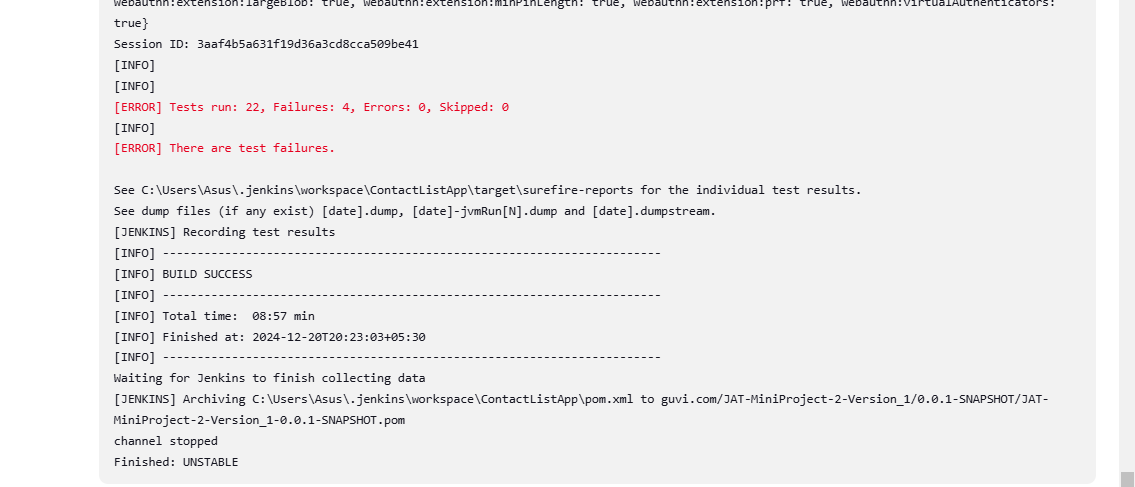 webauthn:extension:largeBlob: true, webauthn:extension:minPinLength: true, webauthn:extension:prf: true, webauthn:virtualAuthenticators:
true}
Session ID: 3aaf4b5a631f19d36a3cd8cca509be41
[INFO]
[INFO]
[ERROR] Tests run: 22, Failures: 4, Errors: 0, Skipped: 0
[INFO]
[ERROR] There are test failures.
See C:\Users\Asus\.jenkins\workspace\ContactListApp\target\surefire-reports for the individual test results.
See dump files (if any exist) [date].dump, [date]-jvmRun[N].dump and [date].dumpstream.
[JENKINS] Recording test results
[INFO] ------------------------------------------------------------------------
[INFO] BUILD SUCCESS
[INFO] ------------------------------------------------------------------------
[INFO] Total time:  08:57 min
[INFO] Finished at: 2024-12-20T20:23:03+05:30
[INFO] ------------------------------------------------------------------------
Waiting for Jenkins to finish collecting data
[JENKINS] Archiving C:\Users\Asus\.jenkins\workspace\ContactListApp\pom.xml to guvi.com/JAT-MiniProject-2-Version_1/0.0.1-SNAPSHOT/JAT-
MiniProject-2-Version_1-0.0.1-SNAPSHOT.pom
channel stopped
Finished: UNSTABLE